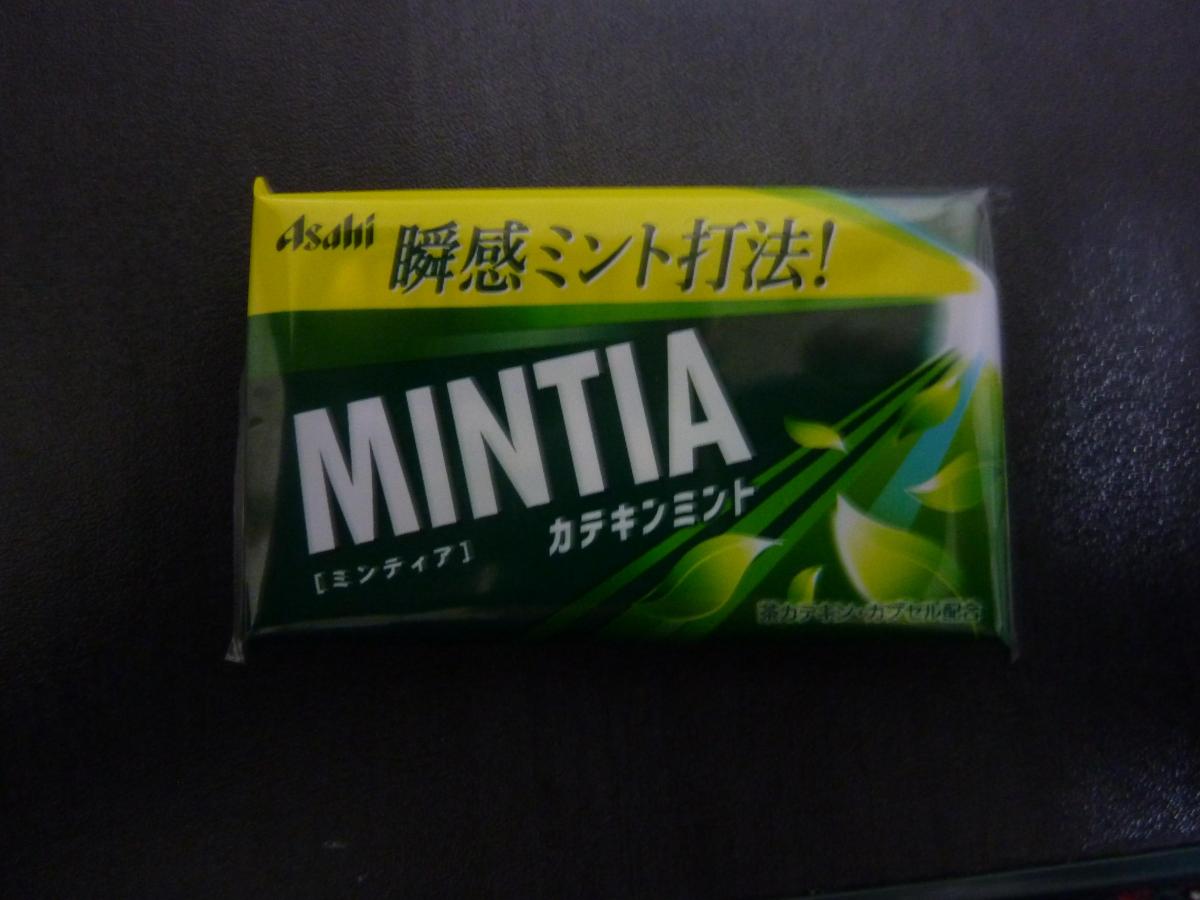 Asahi 瞬感ミント打法!
MINTIA
カテキンミント
[ミンティア]
茶カテキン・カプセル配合